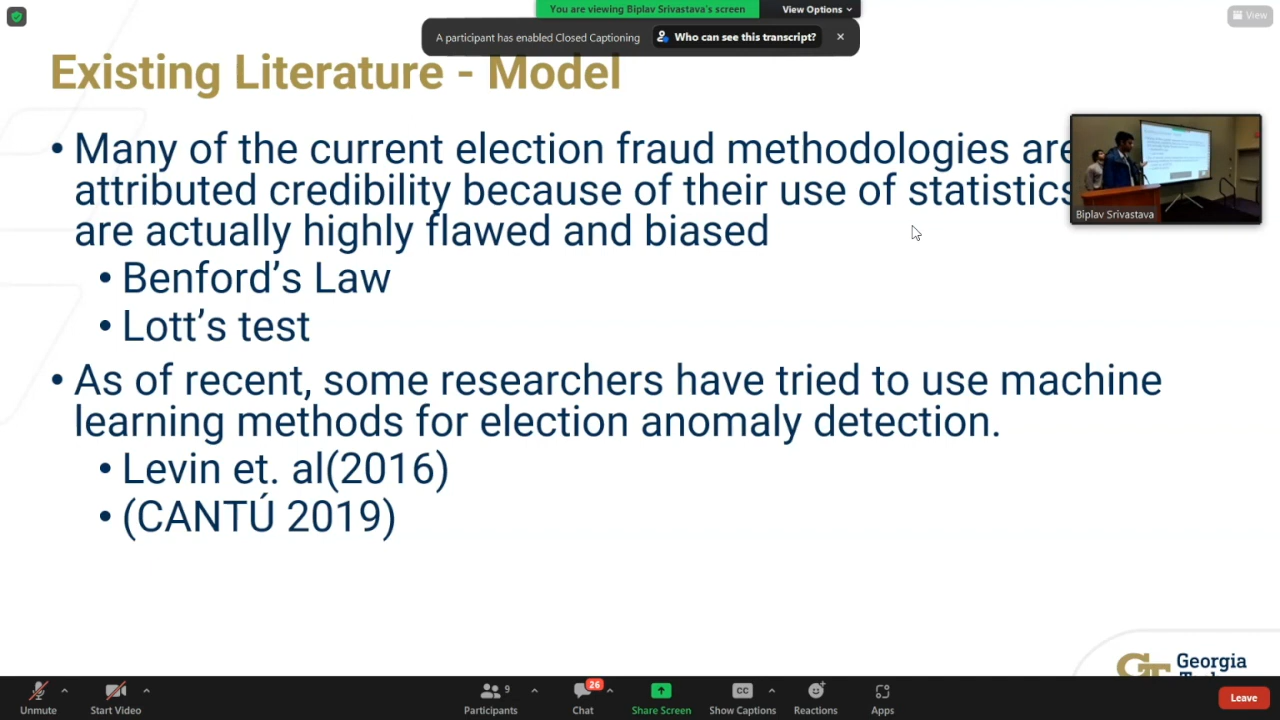 You are viewing Biplav Srivastava's screen
View Options
View
A participant has enabled Closed Captioning
Who can see this transcript?
Existing Literature - Model
• Many of the current election fraud methodologies are
attributed credibility because of their use of statistics
are actually highly flawed and biased
• Benford's Law
• Lott's test
• As of recent, some researchers have tried to use machine
learning methods for election anomaly detection.
• Levin et. al(2016)
• (CANTÚ 2019)
Biplav Srivastava
GT Georgia
Unmute
Start Video
9
Participants
26
Chat
Share Screen
CC
Show Captions
Reactions
Apps
Leave